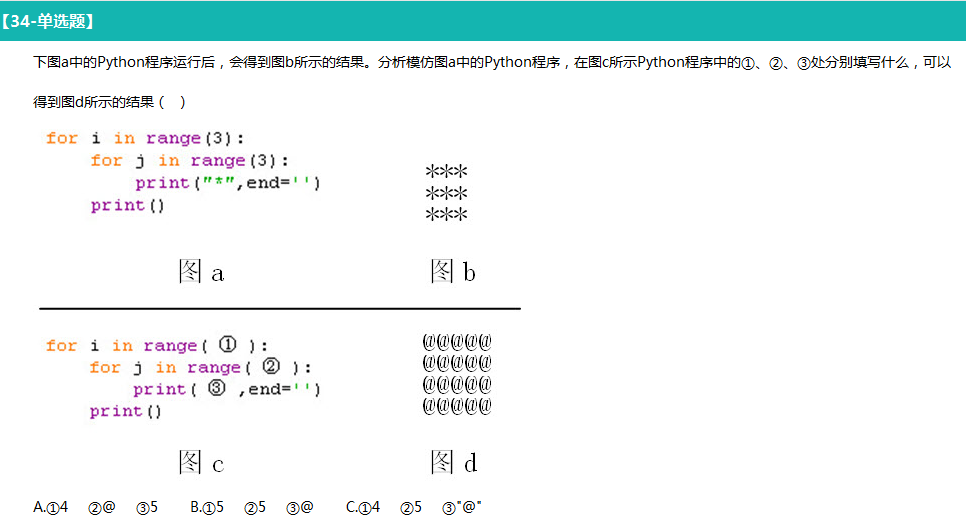 【34-单选题】
下图a中的Python程序运行后，会得到图b所示的结果。分析模仿图a中的Python程序，在图c所示Python程序中的①、②、③处分别填写什么，可以
得到图d所示的结果（ ）
for i in range(3):
    for j in range(3):
        print("*",end='')
    print()
***
***
***
图 a
图 b
for i in range( ① ):
    for j in range( ② ):
        print( ③ ,end='')
    print()
@@@@@
@@@@@
@@@@@
@@@@@
图 c
图 d
A.①4 ②@ ③5 B.①5 ②5 ③@ C.①4 ②5 ③"@"